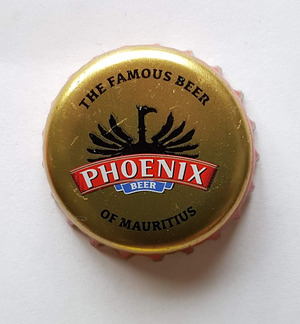 THE FAMOUS BEER
PHOENIX
BEER
OF MAURITIUS